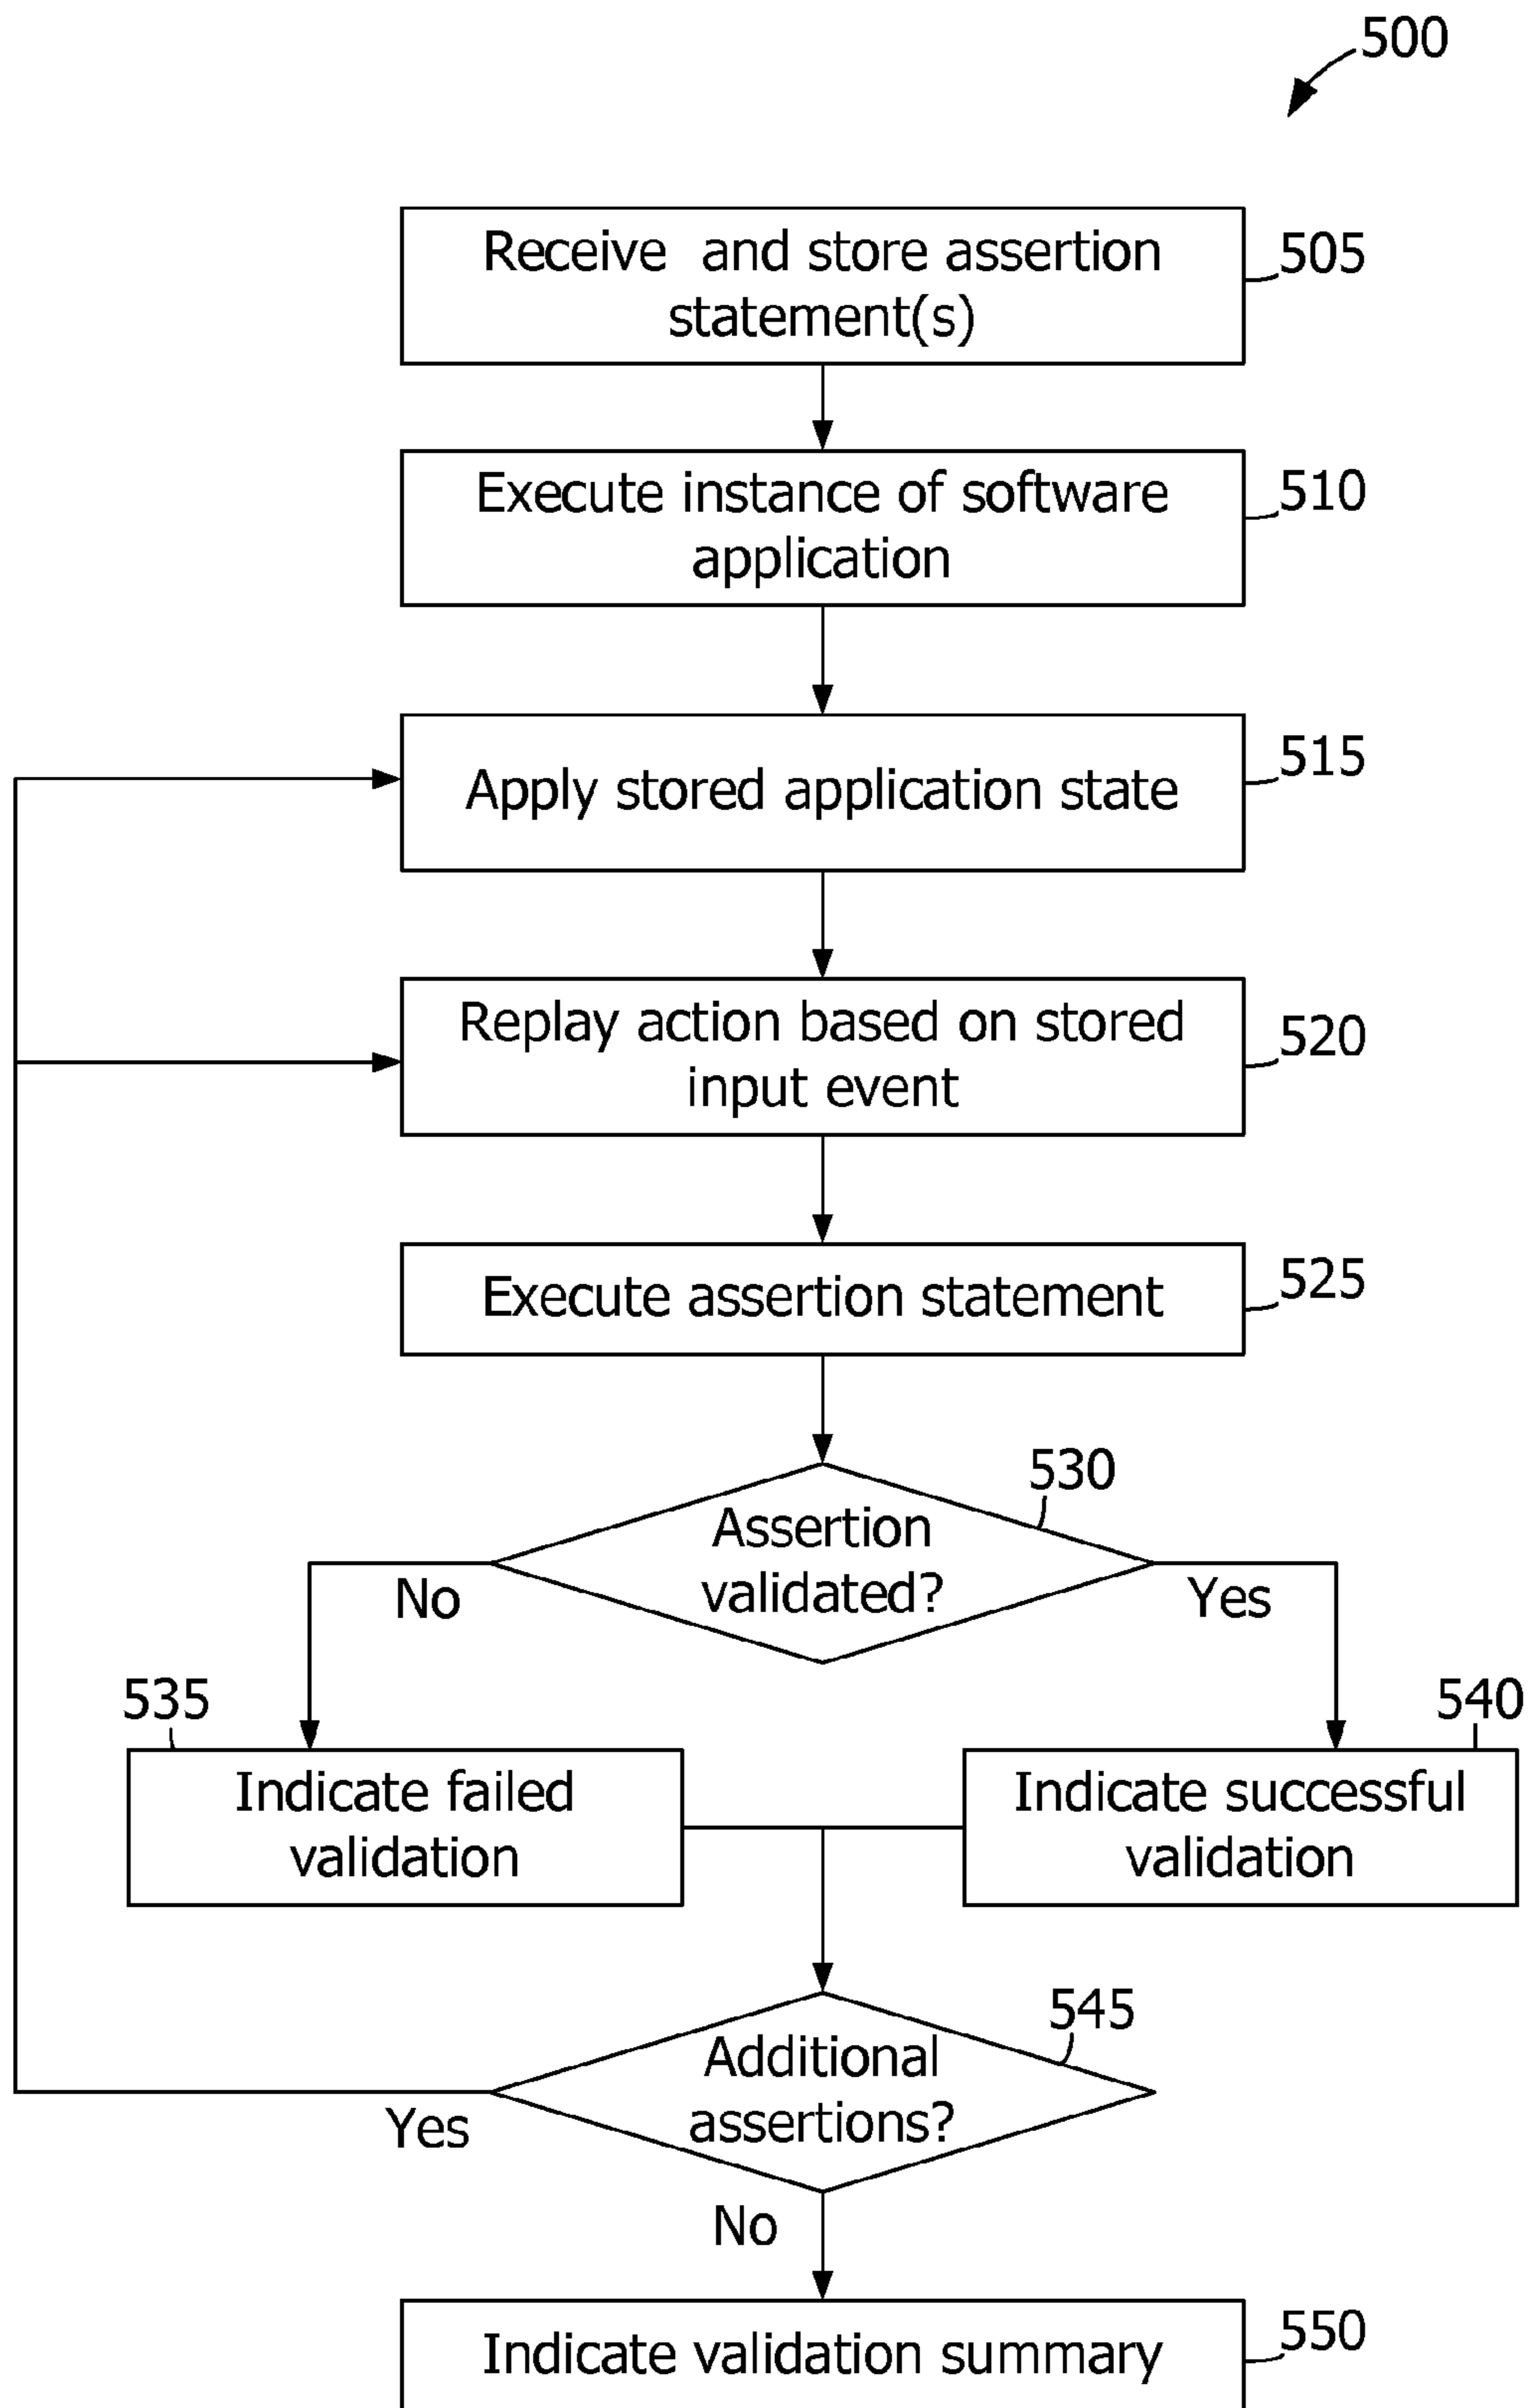 500
Receive and store assertion
statement(s)
505
Execute instance of software
application
510
Apply stored application state
515
Replay action based on stored
input event
520
Execute assertion statement
525
Assertion
validated?
530
No
Yes
535
Indicate failed
validation
540
Indicate successful
validation
Additional
assertions?
545
Yes
No
Indicate validation summary
550